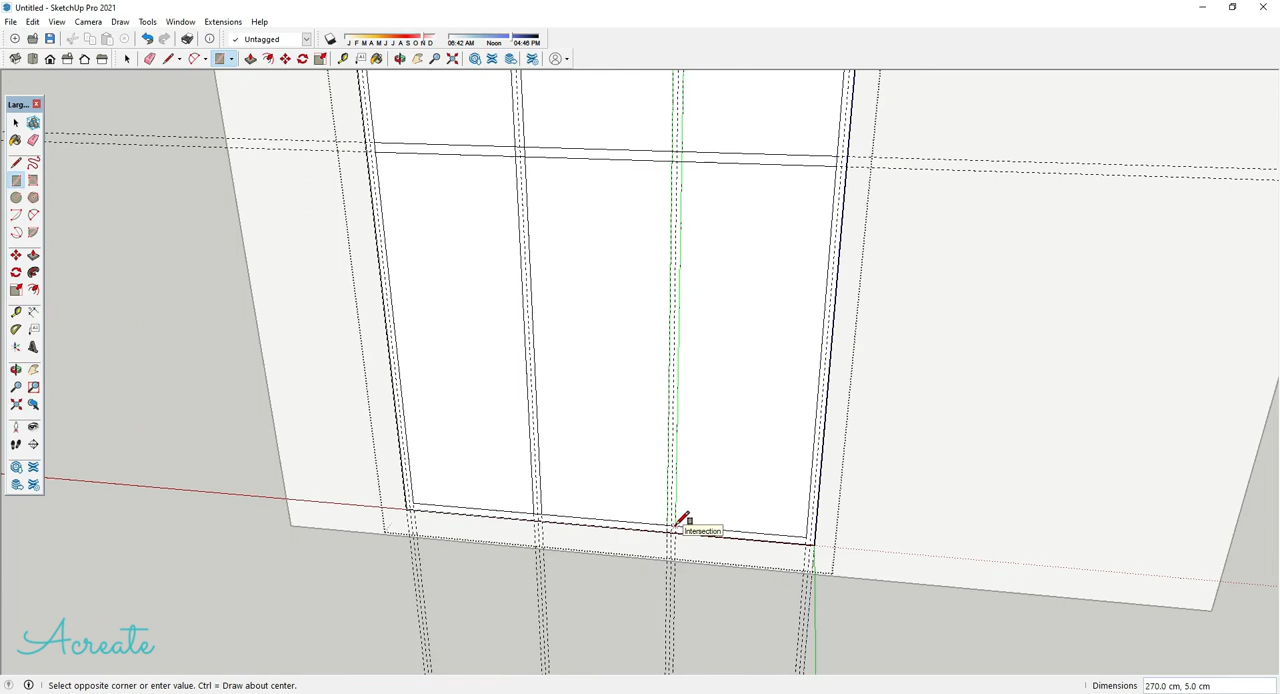 Untitled - SketchUp Pro 2021
File Edit View Camera Draw Tools Window Extensions Help
✓ Untagged
J F M A M J J A S O N D
06:42 AM Noon 04:46 PM
Larg...
Intersection
Acreate
Select opposite corner or enter value. Ctrl = Draw about center.
Dimensions 270.0 cm, 5.0 cm